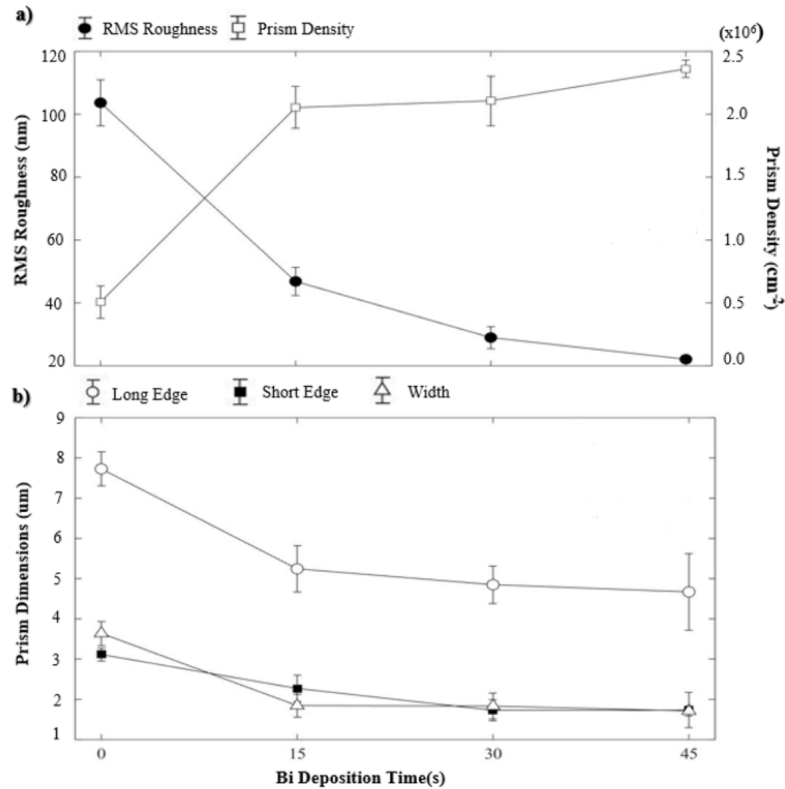 a)
RMS Roughness Prism Density
(x10⁶)
120
100
80
60
40
20
RMS Roughness (nm)
2.5
2.0
1.5
1.0
0.5
0.0
Prism Density (cm⁻²)
b)
Long Edge Short Edge Width
9
8
7
6
5
4
3
2
1
Prism Dimensions (um)
0 15 30 45
Bi Deposition Time(s)